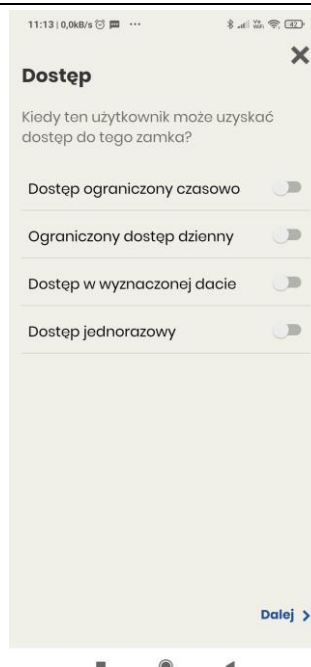 11:13 | 0,0kB/s ...
42
Dostęp
Kiedy ten użytkownik może uzyskać
dostęp do tego zamka?
Dostęp ograniczony czasowo
Ograniczony dostęp dzienny
Dostęp w wyznaczonej dacie
Dostęp jednorazowy
Dalej >